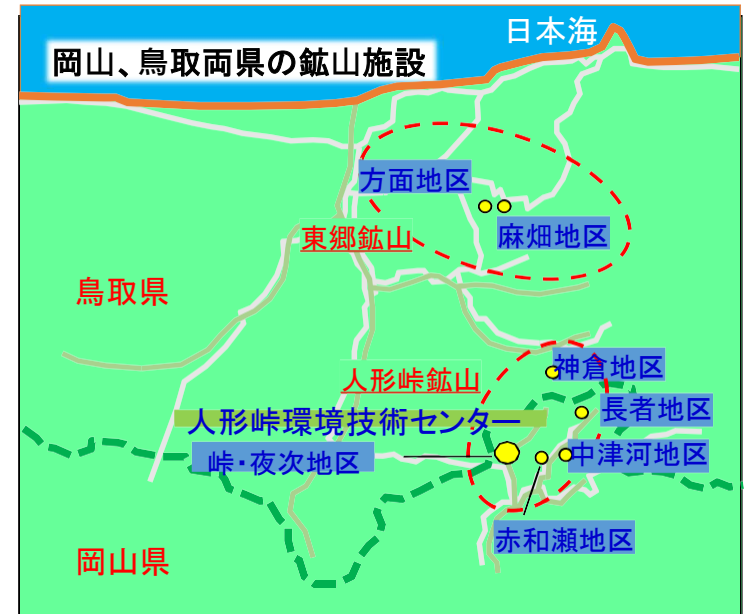 日本海
岡山、鳥取両県の鉱山施設
方面地区
麻畑地区
東郷鉱山
鳥取県
神倉地区
人形峠鉱山
長者地区
人形峠環境技術センター
中津河地区
峠・夜次地区
赤和瀬地区
岡山県